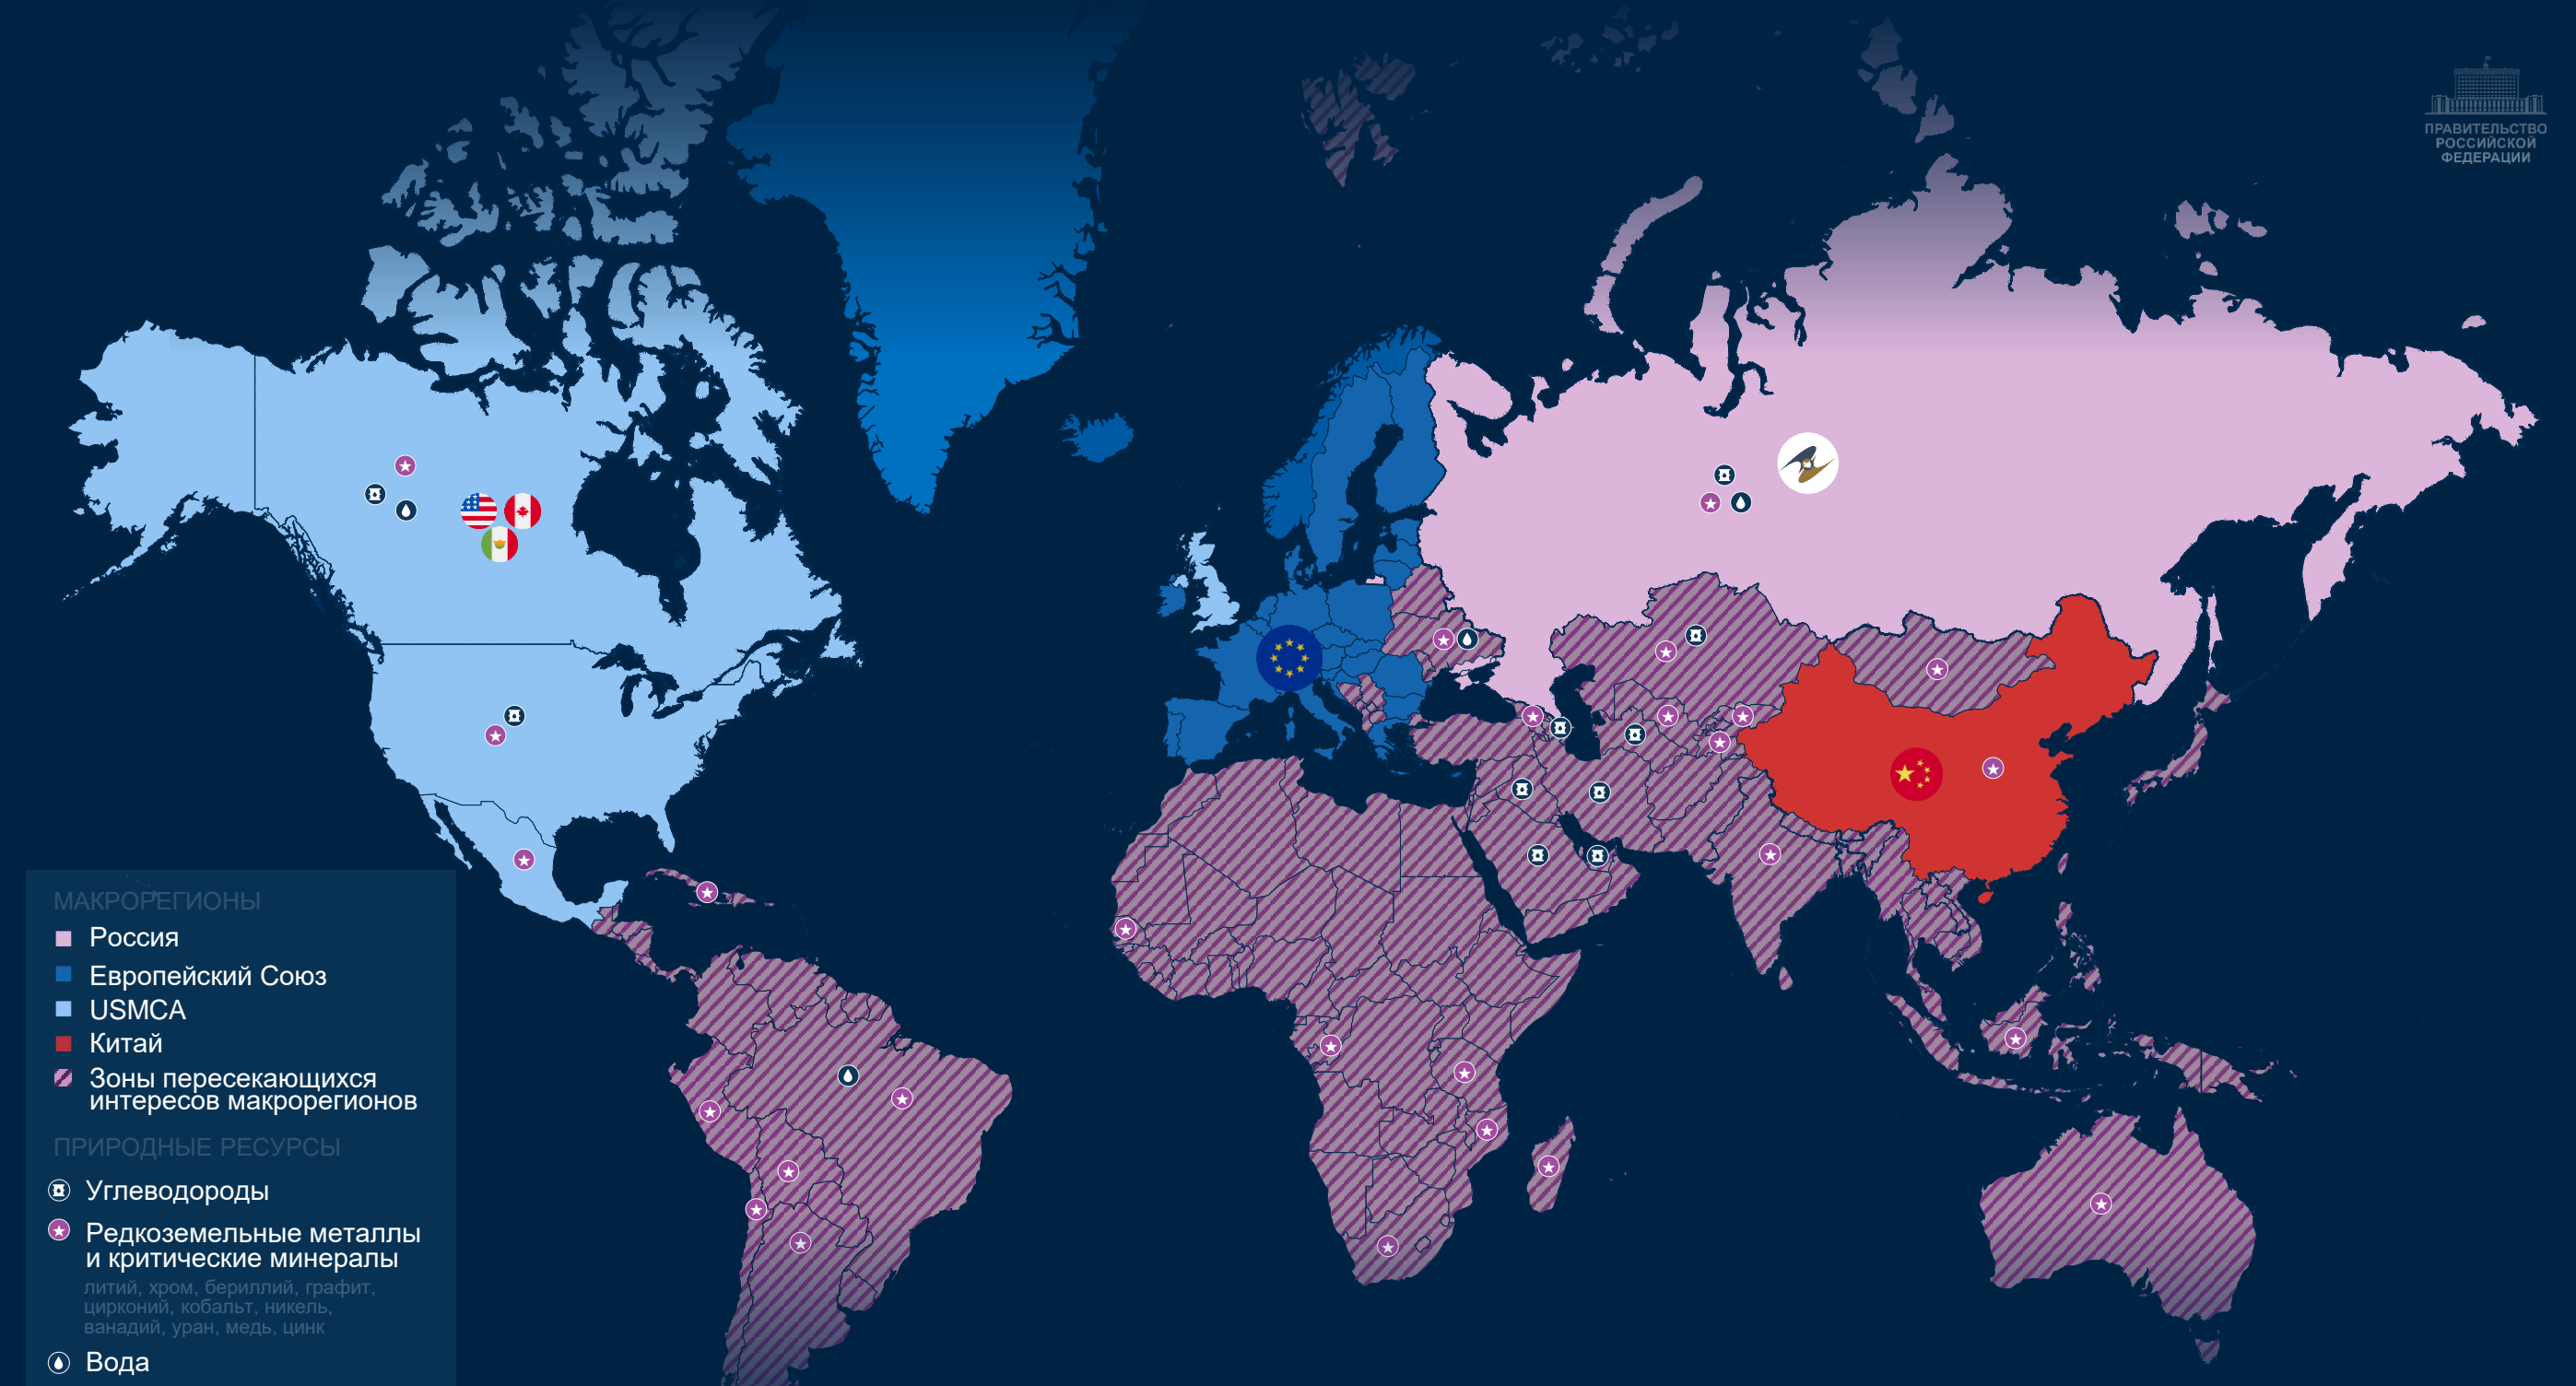 ПРАВИТЕЛЬСТВО
РОССИЙСКОЙ
ФЕДЕРАЦИИ
МАКРОРЕГИОНЫ
Россия
Европейский Союз
USMCA
Китай
Зоны пересекающихся
интересов макрорегионов
ПРИРОДНЫЕ РЕСУРСЫ
Углеводороды
Редкоземельные металлы
и критические минералы
литий, хром, бериллий, графит,
цирконий, кобальт, никель,
ванадий, уран, медь, цинк
Вода